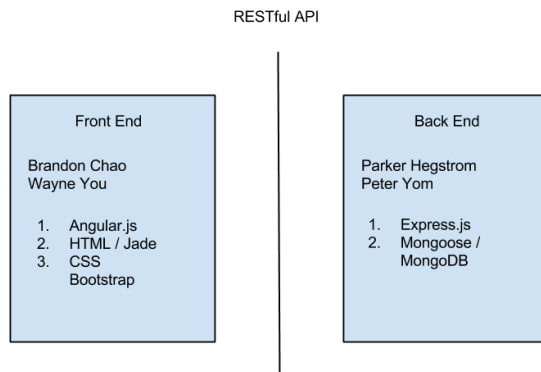 RESTful API
Front End
Brandon Chao
Wayne You
1. Angular.js
2. HTML / Jade
3. CSS
Bootstrap
Back End
Parker Hegstrom
Peter Yom
1. Express.js
2. Mongoose /
MongoDB